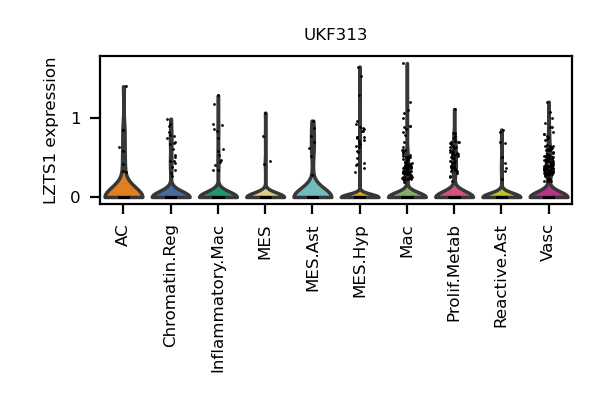 UKF313
LZTS1 expression
1
0
AC
Chromatin.Reg
Inflammatory.Mac
MES
MES.Ast
MES.Hyp
Mac
Prolif.Metab
Reactive.Ast
Vasc